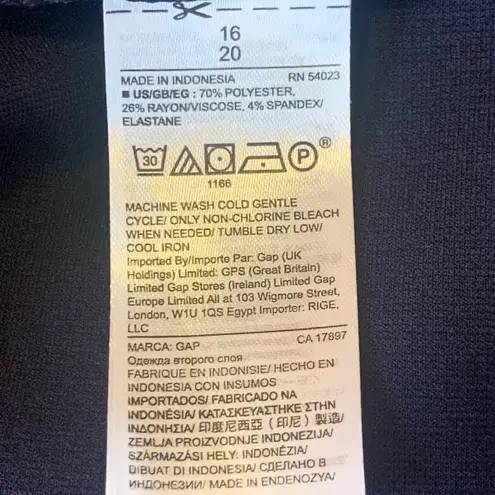 16
20
MADE IN INDONESIA RN 54023
■ US/GB/EG : 70% POLYESTER,
26% RAYON/VISCOSE, 4% SPANDEX/
ELASTANE
30 P ®
1166
MACHINE WASH COLD GENTLE
CYCLE/ ONLY NON-CHLORINE BLEACH
WHEN NEEDED/ TUMBLE DRY LOW/
COOL IRON
Imported By/Importe Par: Gap (UK
Holdings) Limited: GPS (Great Britain)
Limited Gap Stores (Ireland) Limited Gap
Europe Limited All at 103 Wigmore Street,
London, W1U 1QS Egypt Importer: RIGE,
LLC
MARCA: GAP CA 17897
Одежда второго слоя
FABRIQUE EN INDONISIE/ HECHO EN
INDONESIA CON INSUMOS
IMPORTADOS/ FABRICADO NA
INDONÉSIA/ ΚΑΤΑΣΚΕΥΑΣΤΗΚΕ ΣΤΗΝ
ΙΝΔΟΝΗΣΙΑ/ 印度尼西亞 (印尼) 製造/
ZEMLJA PROIZVODNJE INDONEZIJA/
SZÁRMAZÁSI HELY: INDONÉZIA/
DIBUAT DI INDONESIA/ СДЕЛАНО В
ИНДОНЕЗИИ/ MADE IN ENDONEZYA/